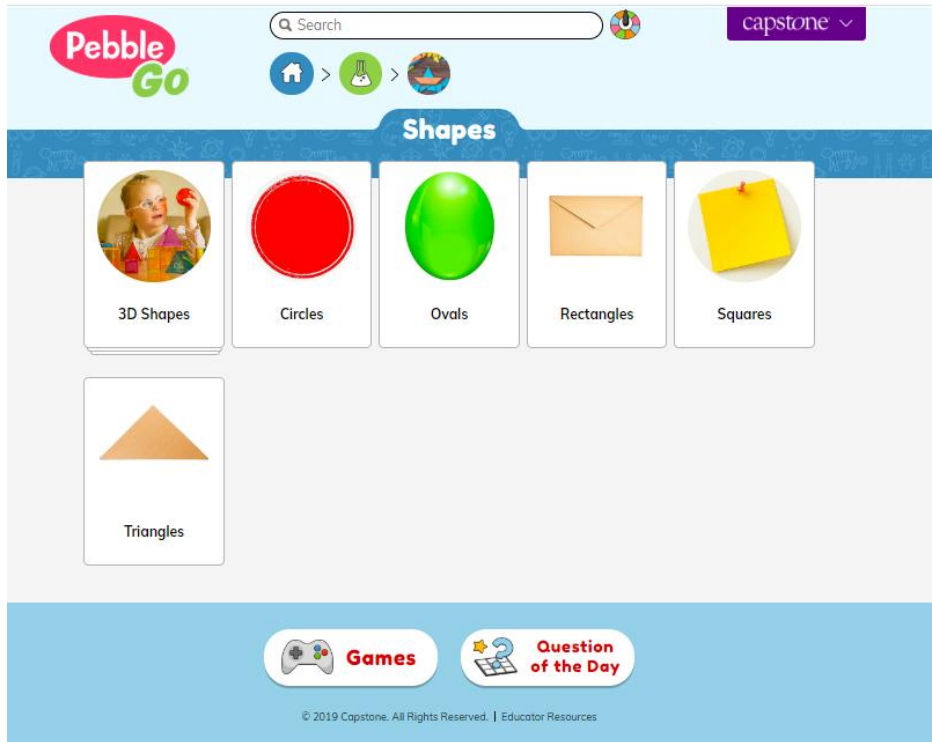 Pebble
Go
Search
capstone
Shapes
3D Shapes
Circles
Ovals
Rectangles
Squares
Triangles
Games
Question
of the Day
© 2019 Capstone. All Rights Reserved. | Educator Resources